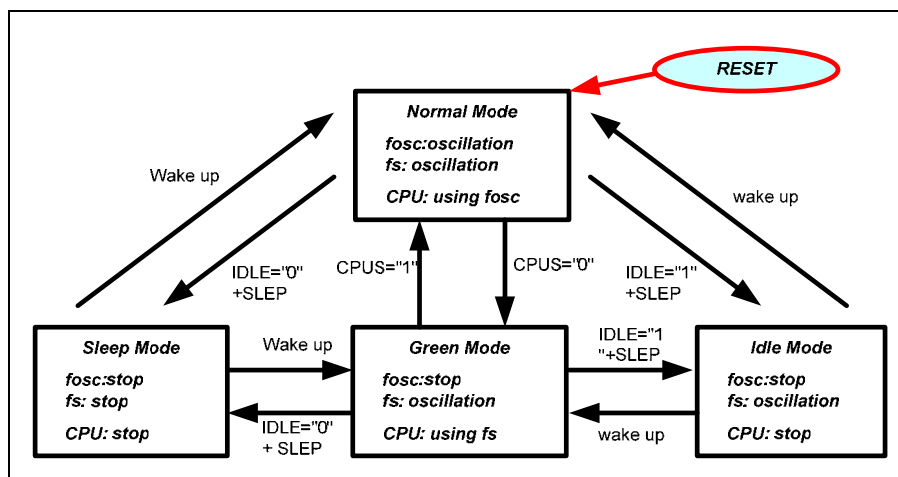 RESET
Normal Mode
fosc:oscillation
fs: oscillation
CPU: using fosc
Wake up
wake up
IDLE="0"
+SLEP
CPUS="1"
CPUS="0"
IDLE="1"
+SLEP
Sleep Mode
fosc:stop
fs: stop
CPU: stop
Wake up
IDLE="0"
+ SLEP
Green Mode
fosc:stop
fs: oscillation
CPU: using fs
IDLE="1
"+SLEP
wake up
Idle Mode
fosc:stop
fs: oscillation
CPU: stop